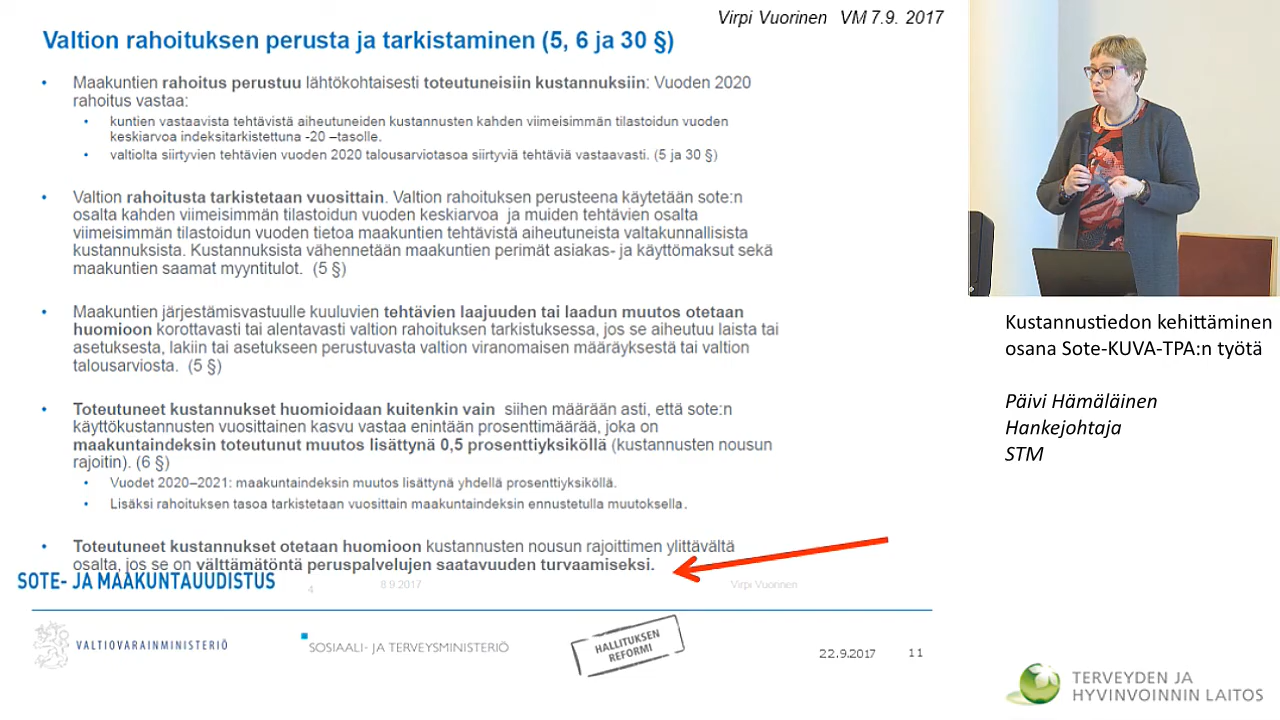 Virpi Vuorinen VM 7.9. 2017
Valtion rahoituksen perusta ja tarkistaminen (5, 6 ja 30 §)
• Maakuntien rahoitus perustuu lähtökohtaisesti toteutuneisiin kustannuksiin: Vuoden 2020
rahoitus vastaa:
• kuntien vastaavista tehtävistä aiheutuneiden kustannusten kahden viimeisimmän tilastoidun vuoden
keskiarvoa indeksitarkistettuna -20 –tasolle.
• valtiolta siirtyvien tehtävien vuoden 2020 talousarviotasoa siirtyviä tehtäviä vastaavasti. (5 ja 30 §)
• Valtion rahoitusta tarkistetaan vuosittain. Valtion rahoituksen perusteena käytetään sote:n
osalta kahden viimeisimmän tilastoidun vuoden keskiarvoa ja muiden tehtävien osalta
viimeisimmän tilastoidun vuoden tietoa maakuntien tehtävistä aiheutuneista valtakunnallisista
kustannuksista. Kustannuksista vähennetään maakuntien perimät asiakas- ja käyttömaksut sekä
maakuntien saamat myyntitulot. (5 §)
• Maakuntien järjestämisvastuulle kuuluvien tehtävien laajuuden tai laadun muutos otetaan
huomioon korottavasti tai alentavasti valtion rahoituksen tarkistuksessa, jos se aiheutuu laista tai
asetuksesta, lakiin tai asetukseen perustuvasta valtion viranomaisen määräyksestä tai valtion
talousarviosta. (5 §)
• Toteutuneet kustannukset huomioidaan kuitenkin vain siihen määrään asti, että sote:n
käyttökustannusten vuosittainen kasvu vastaa enintään prosenttimäärää, joka on
maakuntaindeksin toteutunut muutos lisättynä 0,5 prosenttiyksiköllä (kustannusten nousun
rajoitin). (6 §)
• Vuodet 2020–2021: maakuntaindeksin muutos lisättynä yhdellä prosenttiyksiköllä.
• Lisäksi rahoituksen tasoa tarkistetaan vuosittain maakuntaindeksin ennustetulla muutoksella.
• Toteutuneet kustannukset otetaan huomioon kustannusten nousun rajoittimen ylittävältä
osalta, jos se on välttämätöntä peruspalvelujen saatavuuden turvaamiseksi.
SOTE- JA MAAKUNTAUUDISTUS
4 8.9.2017 Virpi Vuorinen
VALTIOVARAINMINISTERIÖ
SOSIAALI- JA TERVEYSMINISTERIÖ
HALLITUKSEN
REFORMI
22.9.2017 11
Kustannustiedon kehittäminen
osana Sote-KUVA-TPA:n työtä
Päivi Hämäläinen
Hankejohtaja
STM
TERVEYDEN JA
HYVINVOINNIN LAITOS